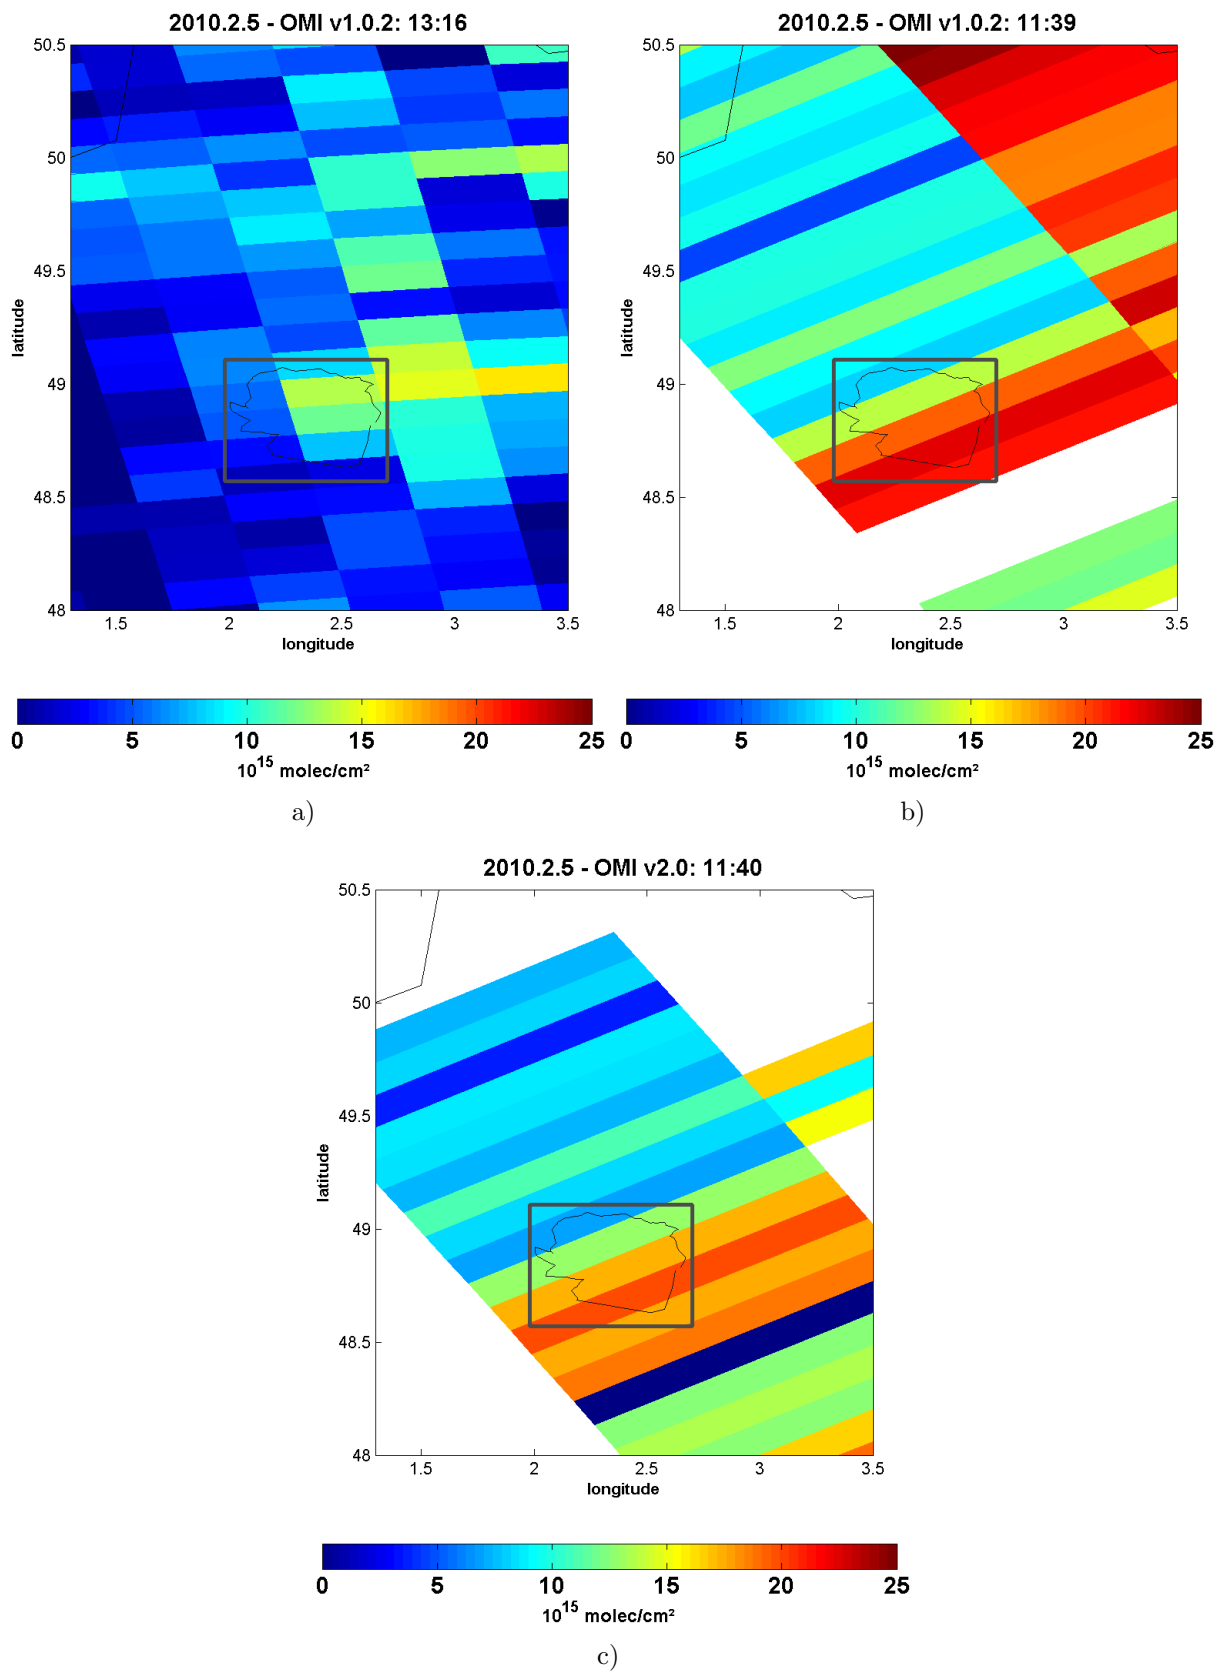 2010.2.5 - OMI v1.0.2: 13:16
50.5
50
49.5
49
48.5
48
latitude
1.5 2 2.5 3 3.5
longitude
0 5 10 15 20 25
10^15 molec/cm²
a)
2010.2.5 - OMI v1.0.2: 11:39
50.5
50
49.5
49
48.5
48
latitude
1.5 2 2.5 3 3.5
longitude
0 5 10 15 20 25
10^15 molec/cm²
b)
2010.2.5 - OMI v2.0: 11:40
50.5
50
49.5
49
48.5
48
latitude
1.5 2 2.5 3 3.5
longitude
0 5 10 15 20 25
10^15 molec/cm²
c)